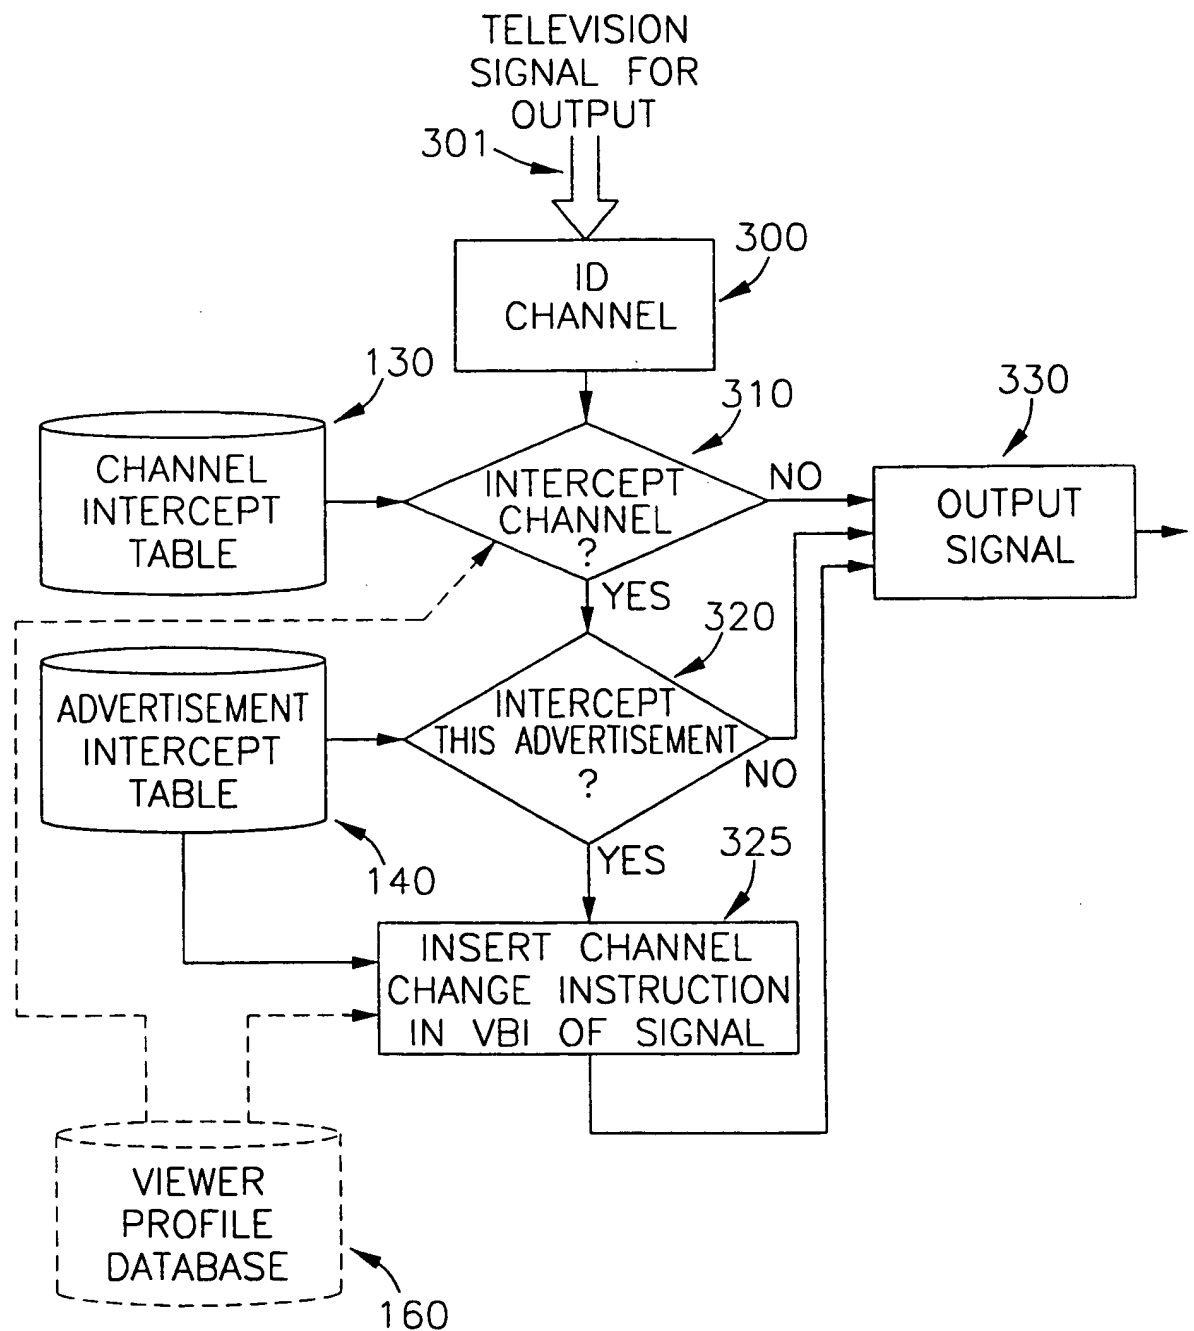 TELEVISION
SIGNAL FOR
OUTPUT
301
300
ID
CHANNEL
130
310
330
CHANNEL
INTERCEPT
TABLE
INTERCEPT
CHANNEL
?
NO
OUTPUT
SIGNAL
YES
320
ADVERTISEMENT
INTERCEPT
TABLE
INTERCEPT
THIS ADVERTISEMENT
?
NO
140
YES
325
INSERT CHANNEL
CHANGE INSTRUCTION
IN VBI OF SIGNAL
VIEWER
PROFILE
DATABASE
160